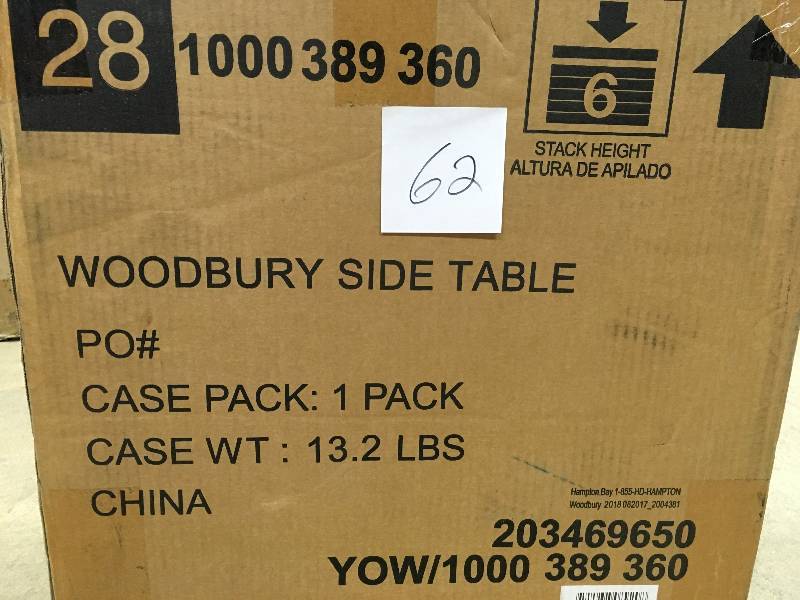 28 1000 389 360
6
STACK HEIGHT
ALTURA DE APILADO
62
WOODBURY SIDE TABLE
PO#
CASE PACK: 1 PACK
CASE WT : 13.2 LBS
CHINA
Hampton Bay 1-855-HD-HAMPTON
Woodbury 2018 082017_2004381
203469650
YOW/1000 389 360